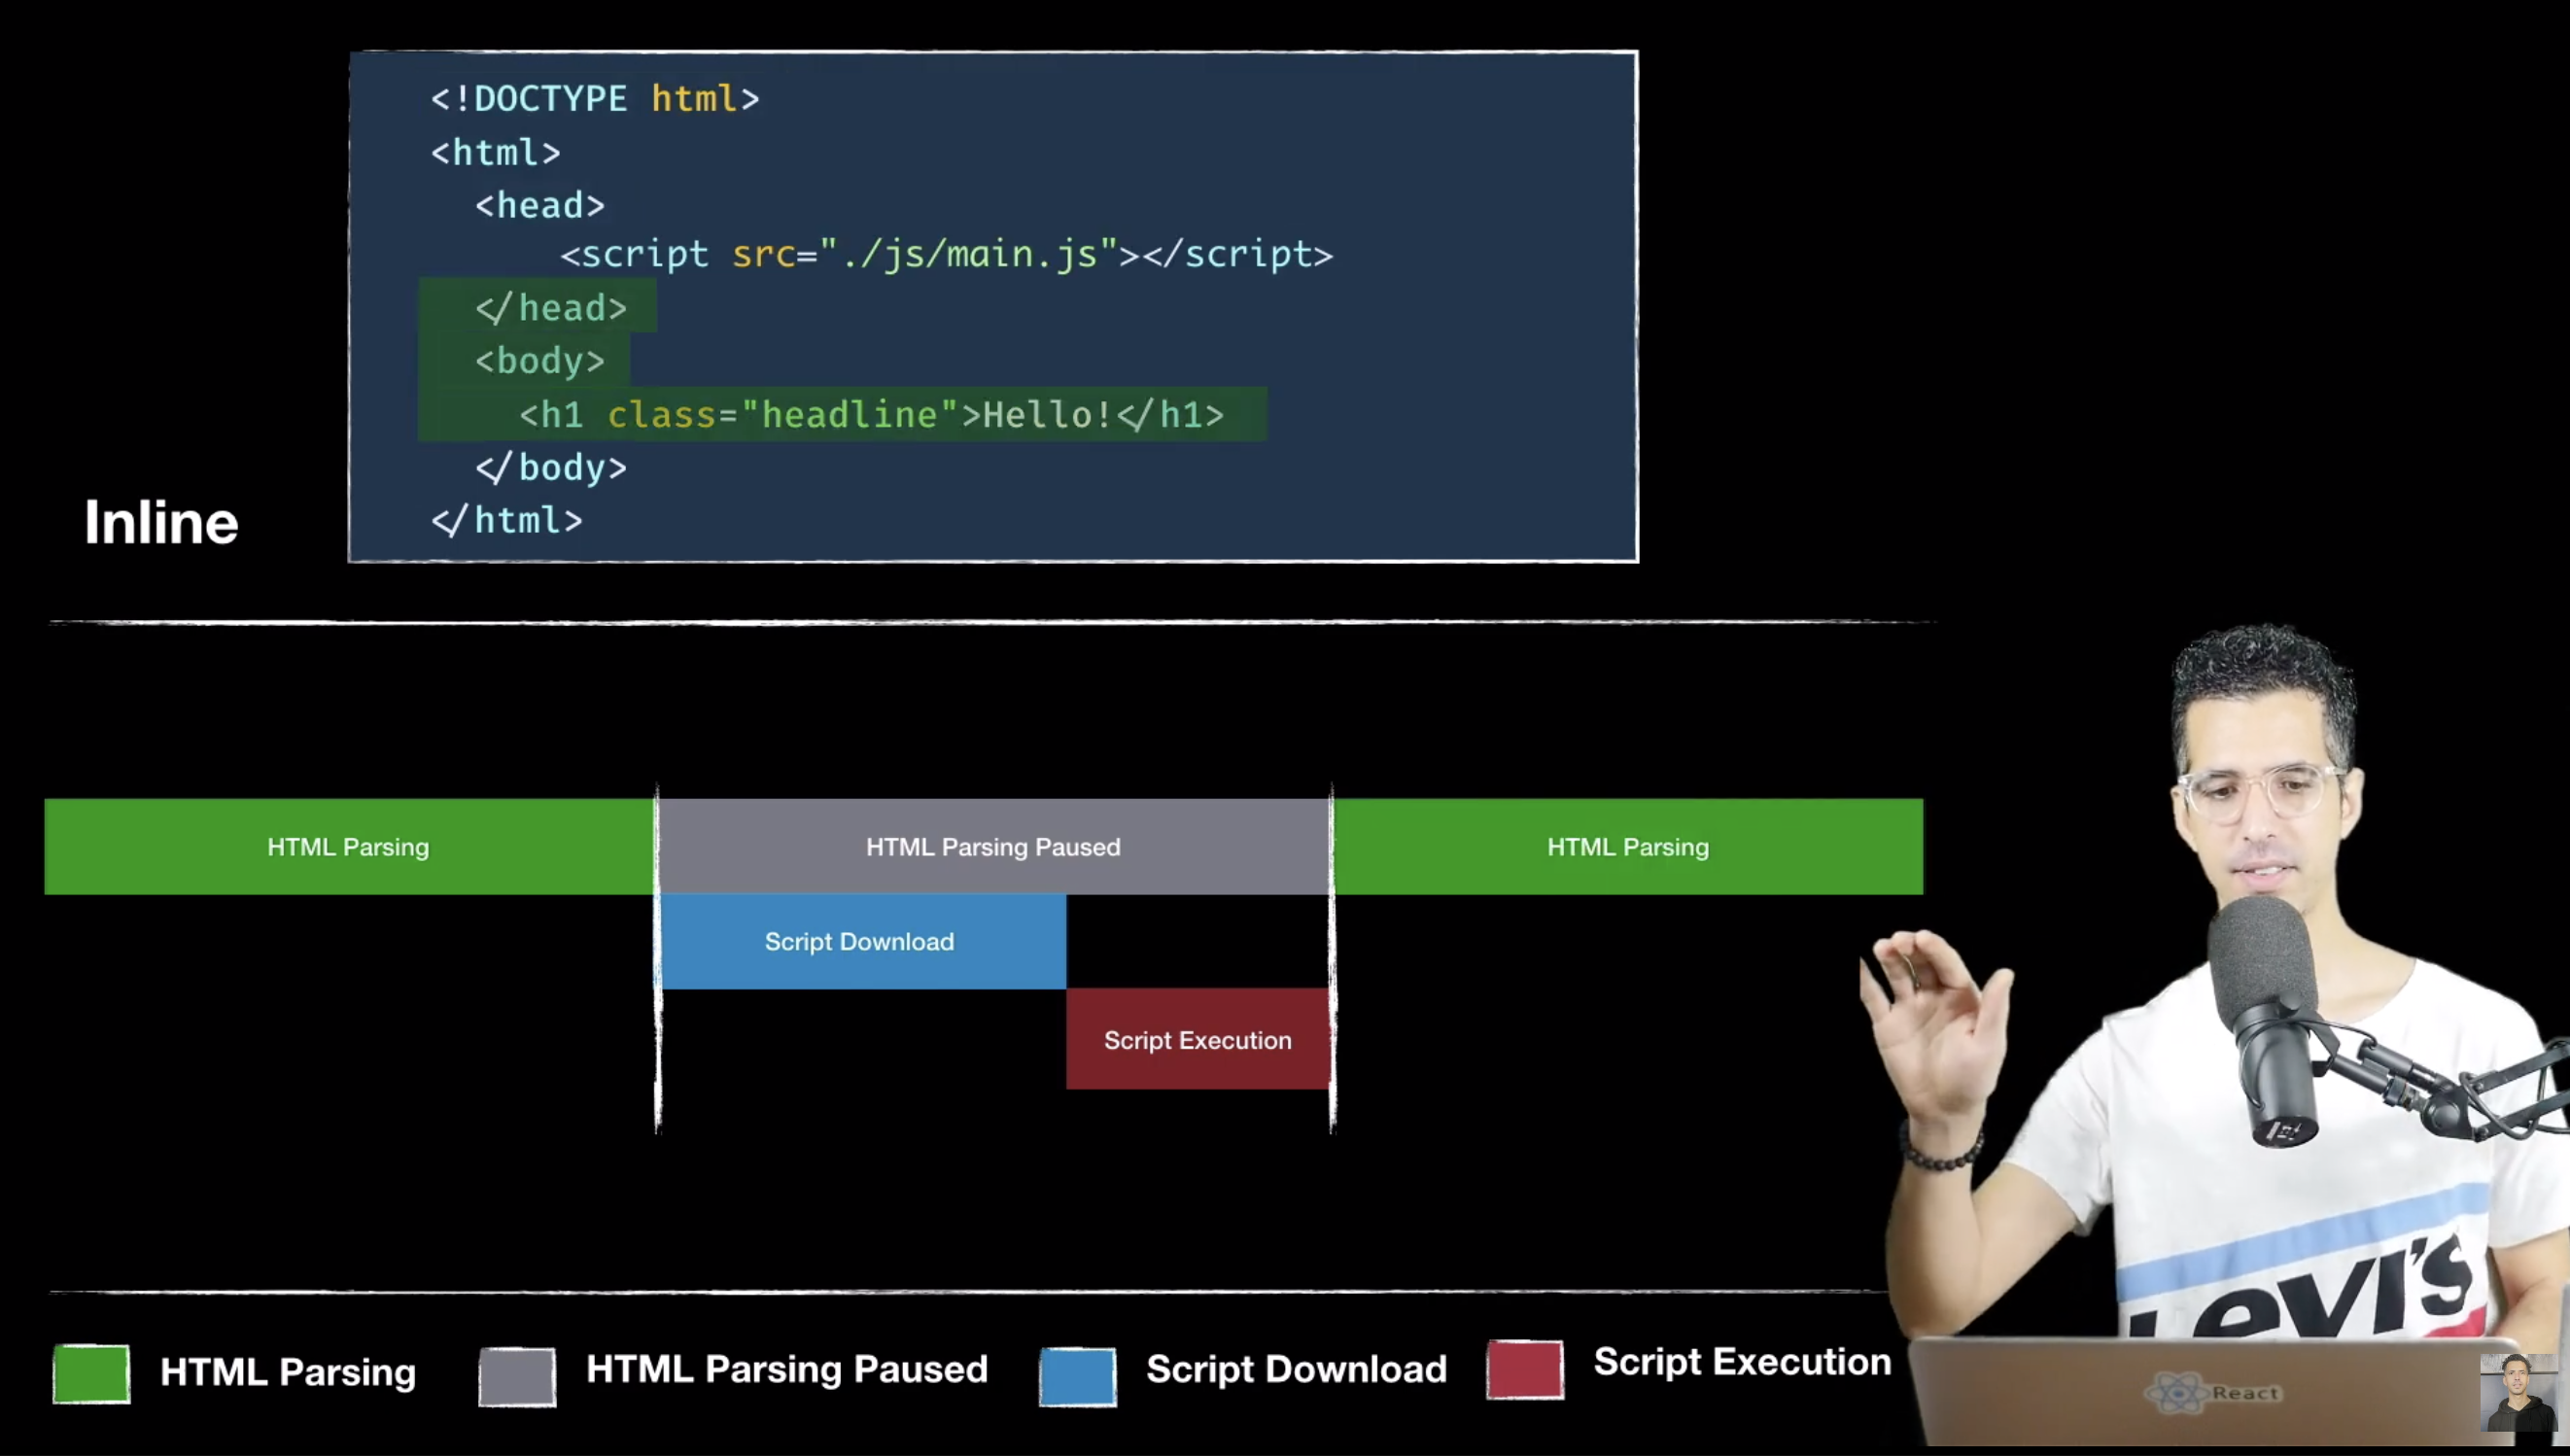 <!DOCTYPE html>
<html>
<head>
<script src="./js/main.js"></script>
</head>
<body>
<h1 class="headline">Hello!</h1>
</body>
</html>
Inline
HTML Parsing
HTML Parsing Paused
HTML Parsing
Script Download
Script Execution
LEVI'S
React
HTML Parsing
HTML Parsing Paused
Script Download
Script Execution